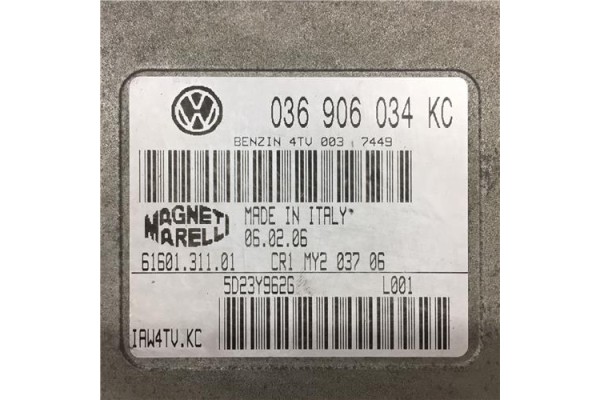 036 906 034 KC
BENZIN 4TV 003 7449
MAGNETI MARELLI
MADE IN ITALY*
06.02.06
61601.311.01 CR1 MY2 037 06
5D23Y962G L001
IAW4TV.KC